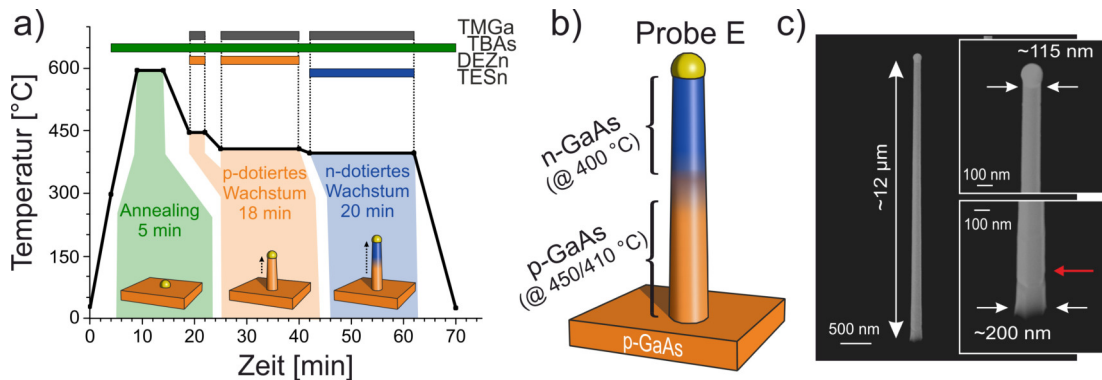 a)
TMGa
TBAs
DEZn
TESn
600
450
300
150
0
Temperatur [°C]
Annealing
5 min
p-dotiertes
Wachstum
18 min
n-dotiertes
Wachstum
20 min
0 10 20 30 40 50 60 70
Zeit [min]
b)
Probe E
n-GaAs
(@ 400 °C)
p-GaAs
(@ 450/410 °C)
p-GaAs
c)
~12 µm
500 nm
~115 nm
100 nm
100 nm
~200 nm